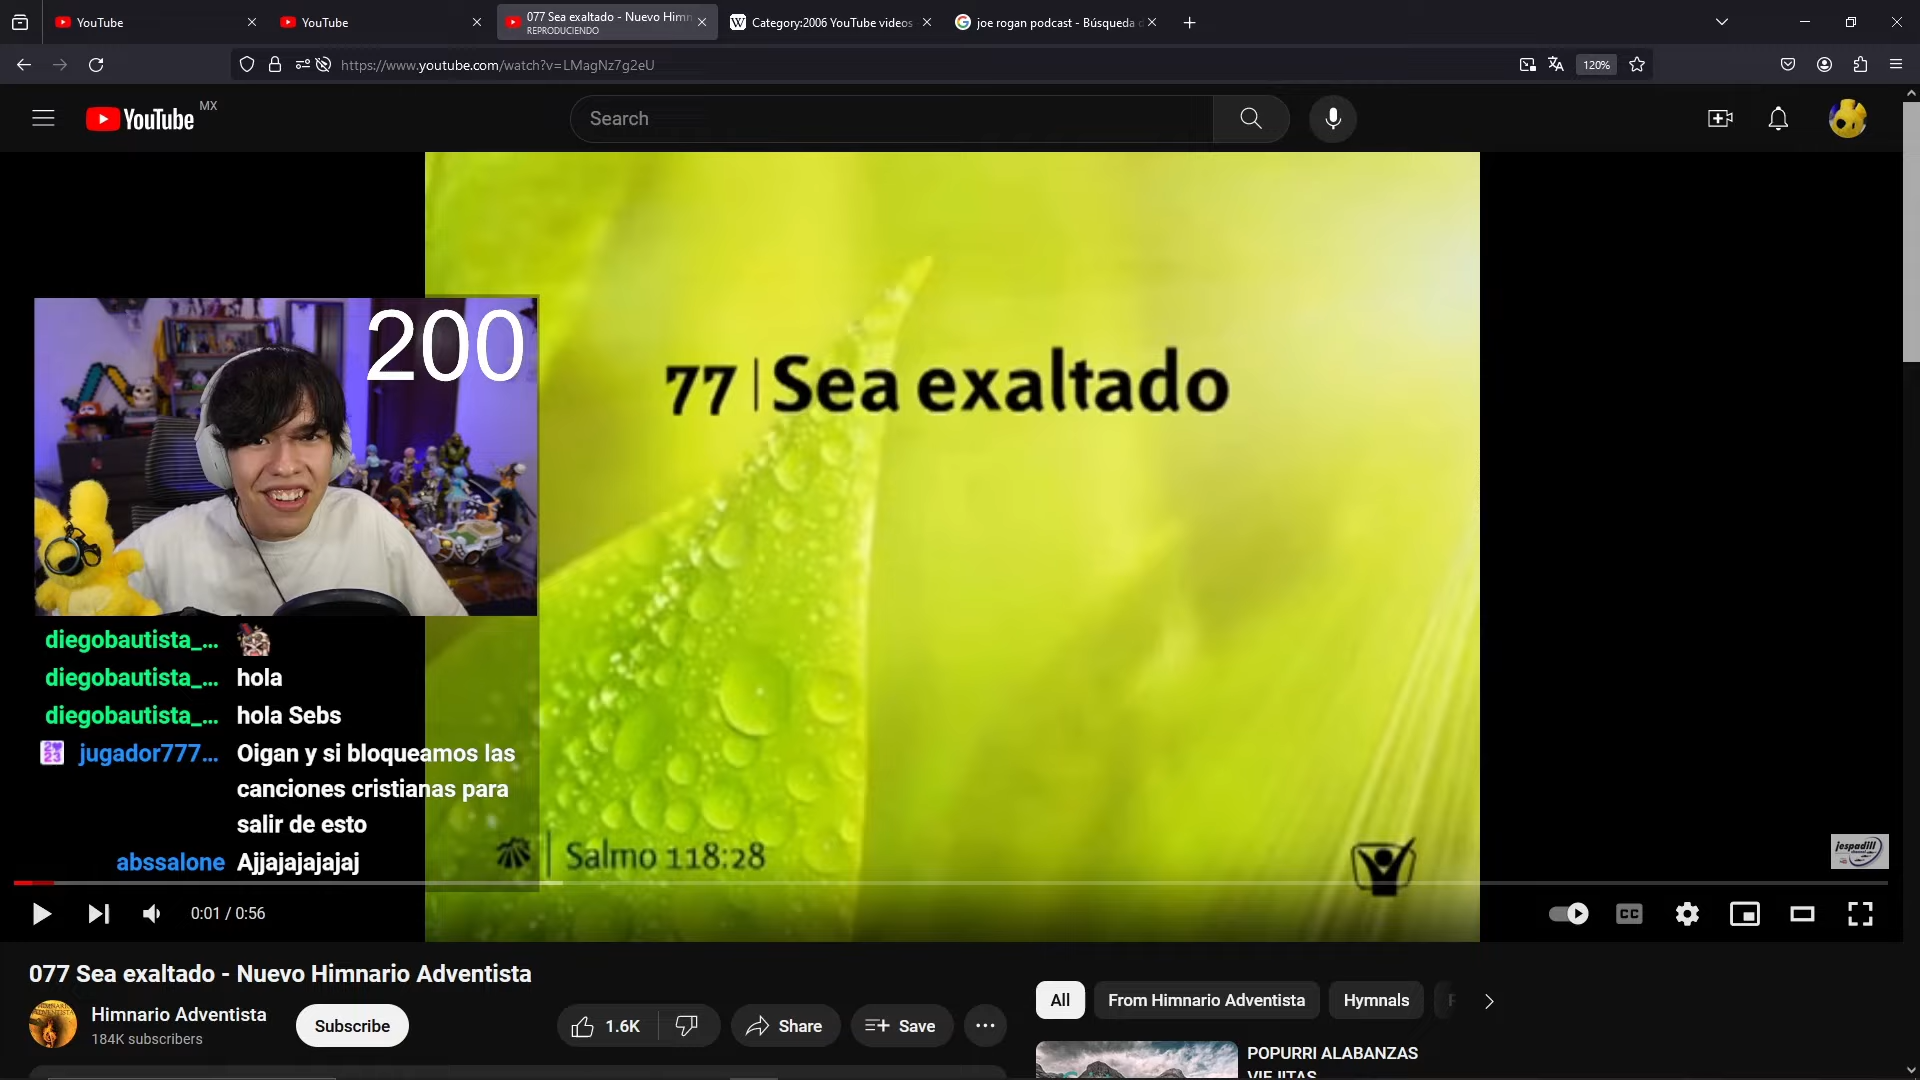 YouTube
YouTube
077 Sea exaltado - Nuevo Himn
REPRODUCIENDO
W Category:2006 YouTube videos
G joe rogan podcast - Búsqueda d
https://www.youtube.com/watch?v=LMagNz7g2eU
120%
YouTube MX
Search
200
77 | Sea exaltado
diegobautista_...
diegobautista_... hola
diegobautista_... hola Sebs
jugador777... Oigan y si bloqueamos las
canciones cristianas para
salir de esto
abssalone Ajjajajajajaj
Salmo 118:28
jespadill
0:01 / 0:56
CC
077 Sea exaltado - Nuevo Himnario Adventista
Himnario Adventista
184K subscribers
Subscribe
1.6K
Share
Save
All
From Himnario Adventista
Hymnals
POPURRI ALABANZAS
VIEJITAS